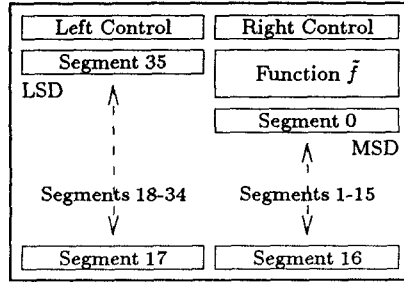 Left Control
Right Control
Segment 35
Function f̃
LSD
Segment 0
MSD
Segments 18-34
Segments 1-15
Segment 17
Segment 16